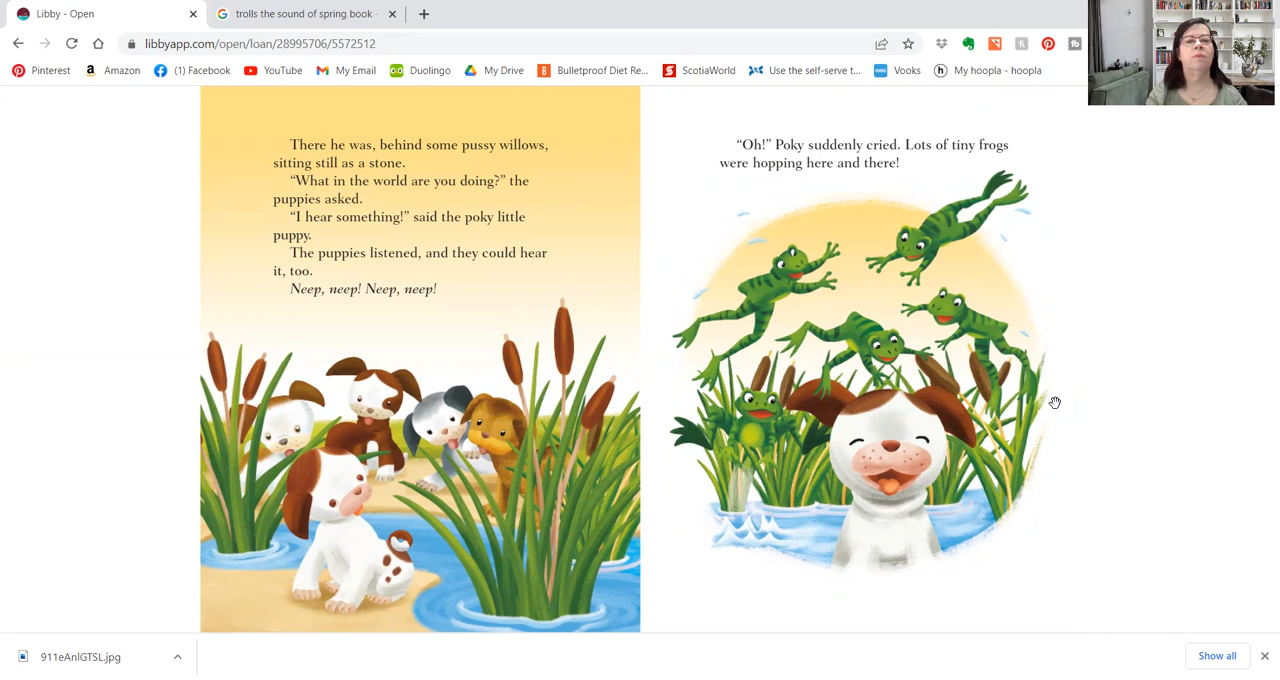 Libby - Open
trolls the sound of spring book -
libbyapp.com/open/loan/28995706/5572512
Pinterest
Amazon
(1) Facebook
YouTube
My Email
Duolingo
My Drive
Bulletproof Diet Re...
ScotiaWorld
Use the self-serve t...
Vooks
My hoopla - hoopla
There he was, behind some pussy willows,
sitting still as a stone.
“What in the world are you doing?” the
puppies asked.
“I hear something!” said the poky little
puppy.
The puppies listened, and they could hear
it, too.
Neep, neep! Neep, neep!
“Oh!” Poky suddenly cried. Lots of tiny frogs
were hopping here and there!
911eAnlGTSL.jpg
Show all